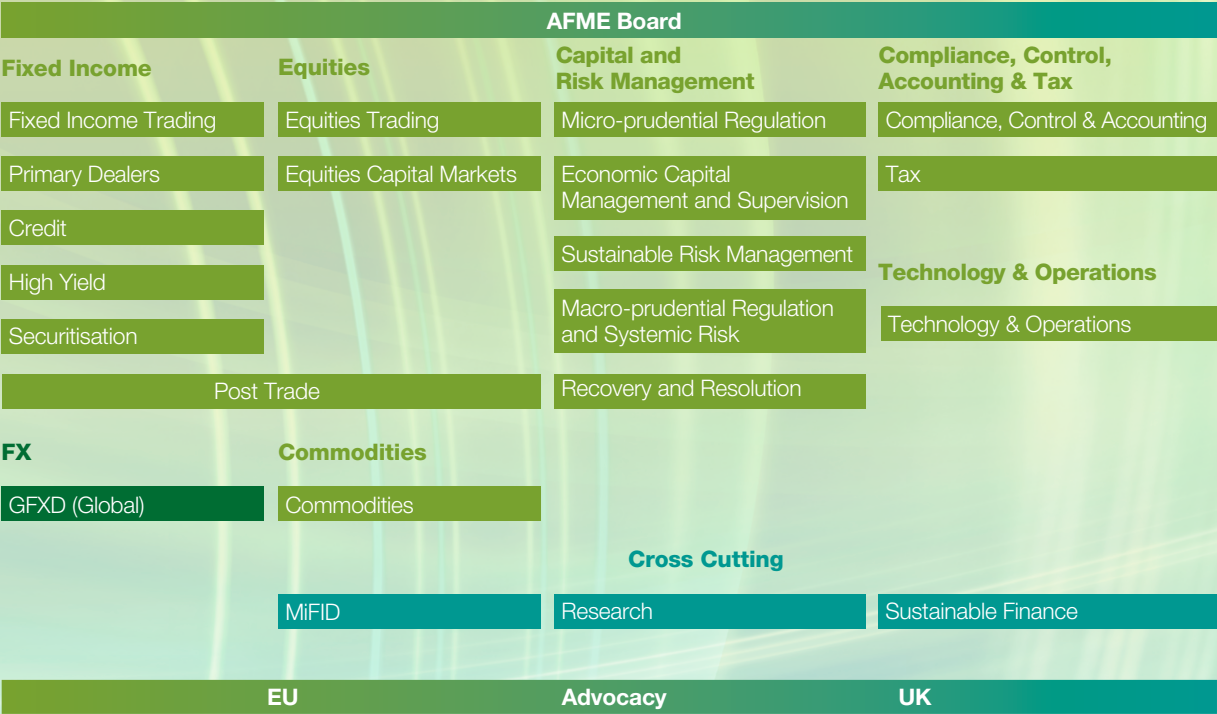 AFME Board
Fixed Income
Fixed Income Trading
Primary Dealers
Credit
High Yield
Securitisation
Equities
Equities Trading
Equities Capital Markets
Post Trade
Capital and
Risk Management
Micro-prudential Regulation
Economic Capital
Management and Supervision
Sustainable Risk Management
Macro-prudential Regulation
and Systemic Risk
Recovery and Resolution
Compliance, Control,
Accounting & Tax
Compliance, Control & Accounting
Tax
Technology & Operations
Technology & Operations
FX
GFXD (Global)
Commodities
Commodities
Cross Cutting
MiFID
Research
Sustainable Finance
EU
Advocacy
UK